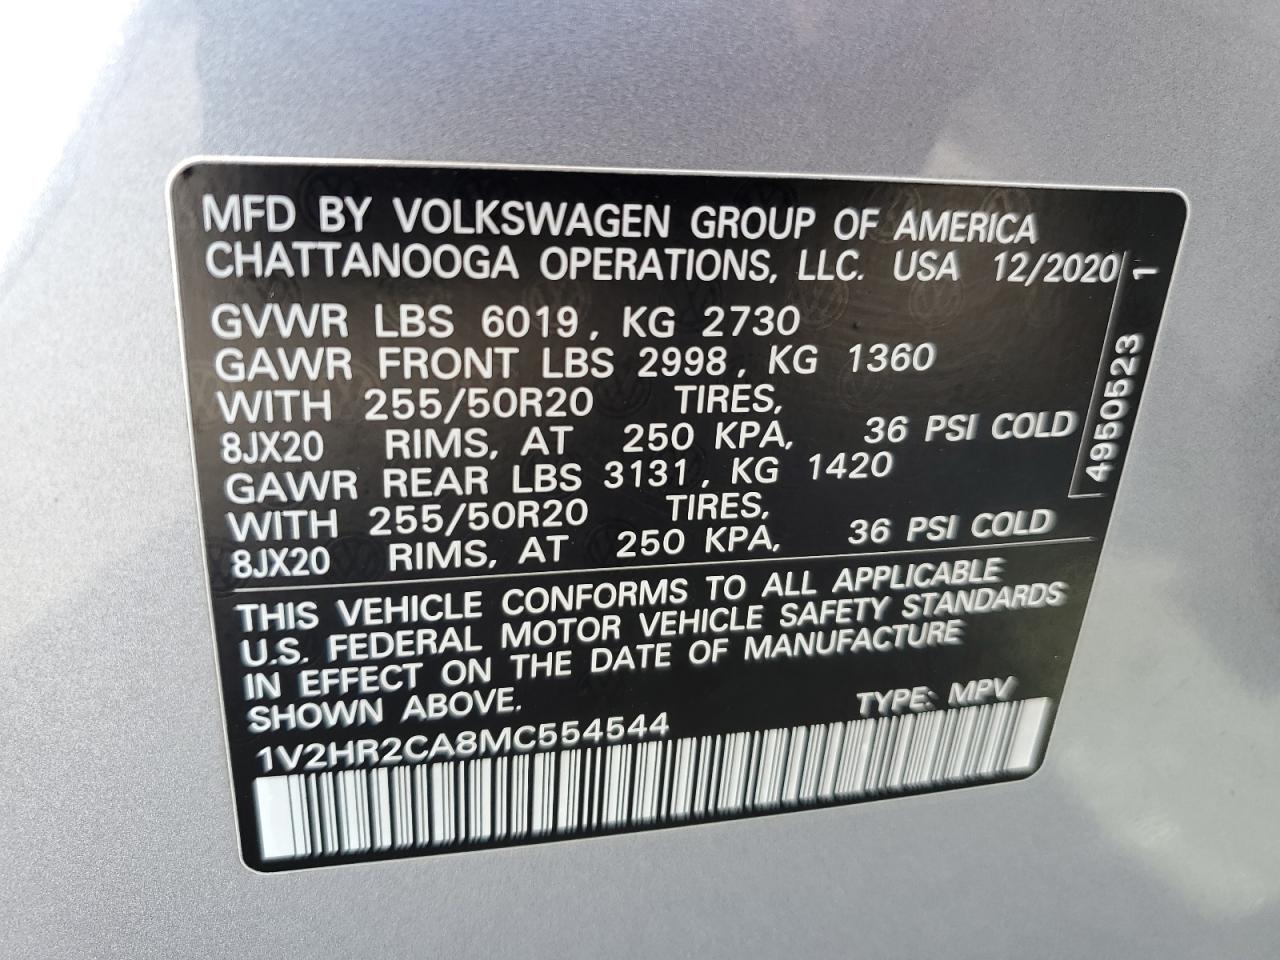 MFD BY VOLKSWAGEN GROUP OF AMERICA
CHATTANOOGA OPERATIONS, LLC. USA 12/2020
GVWR LBS 6019, KG 2730
GAWR FRONT LBS 2998, KG 1360
WITH 255/50R20 TIRES,
8JX20 RIMS, AT 250 KPA, 36 PSI COLD
GAWR REAR LBS 3131, KG 1420
WITH 255/50R20 TIRES,
8JX20 RIMS, AT 250 KPA, 36 PSI COLD
4950523 1
THIS VEHICLE CONFORMS TO ALL APPLICABLE
U.S. FEDERAL MOTOR VEHICLE SAFETY STANDARDS
IN EFFECT ON THE DATE OF MANUFACTURE
SHOWN ABOVE. TYPE: MPV
1V2HR2CA8MC554544